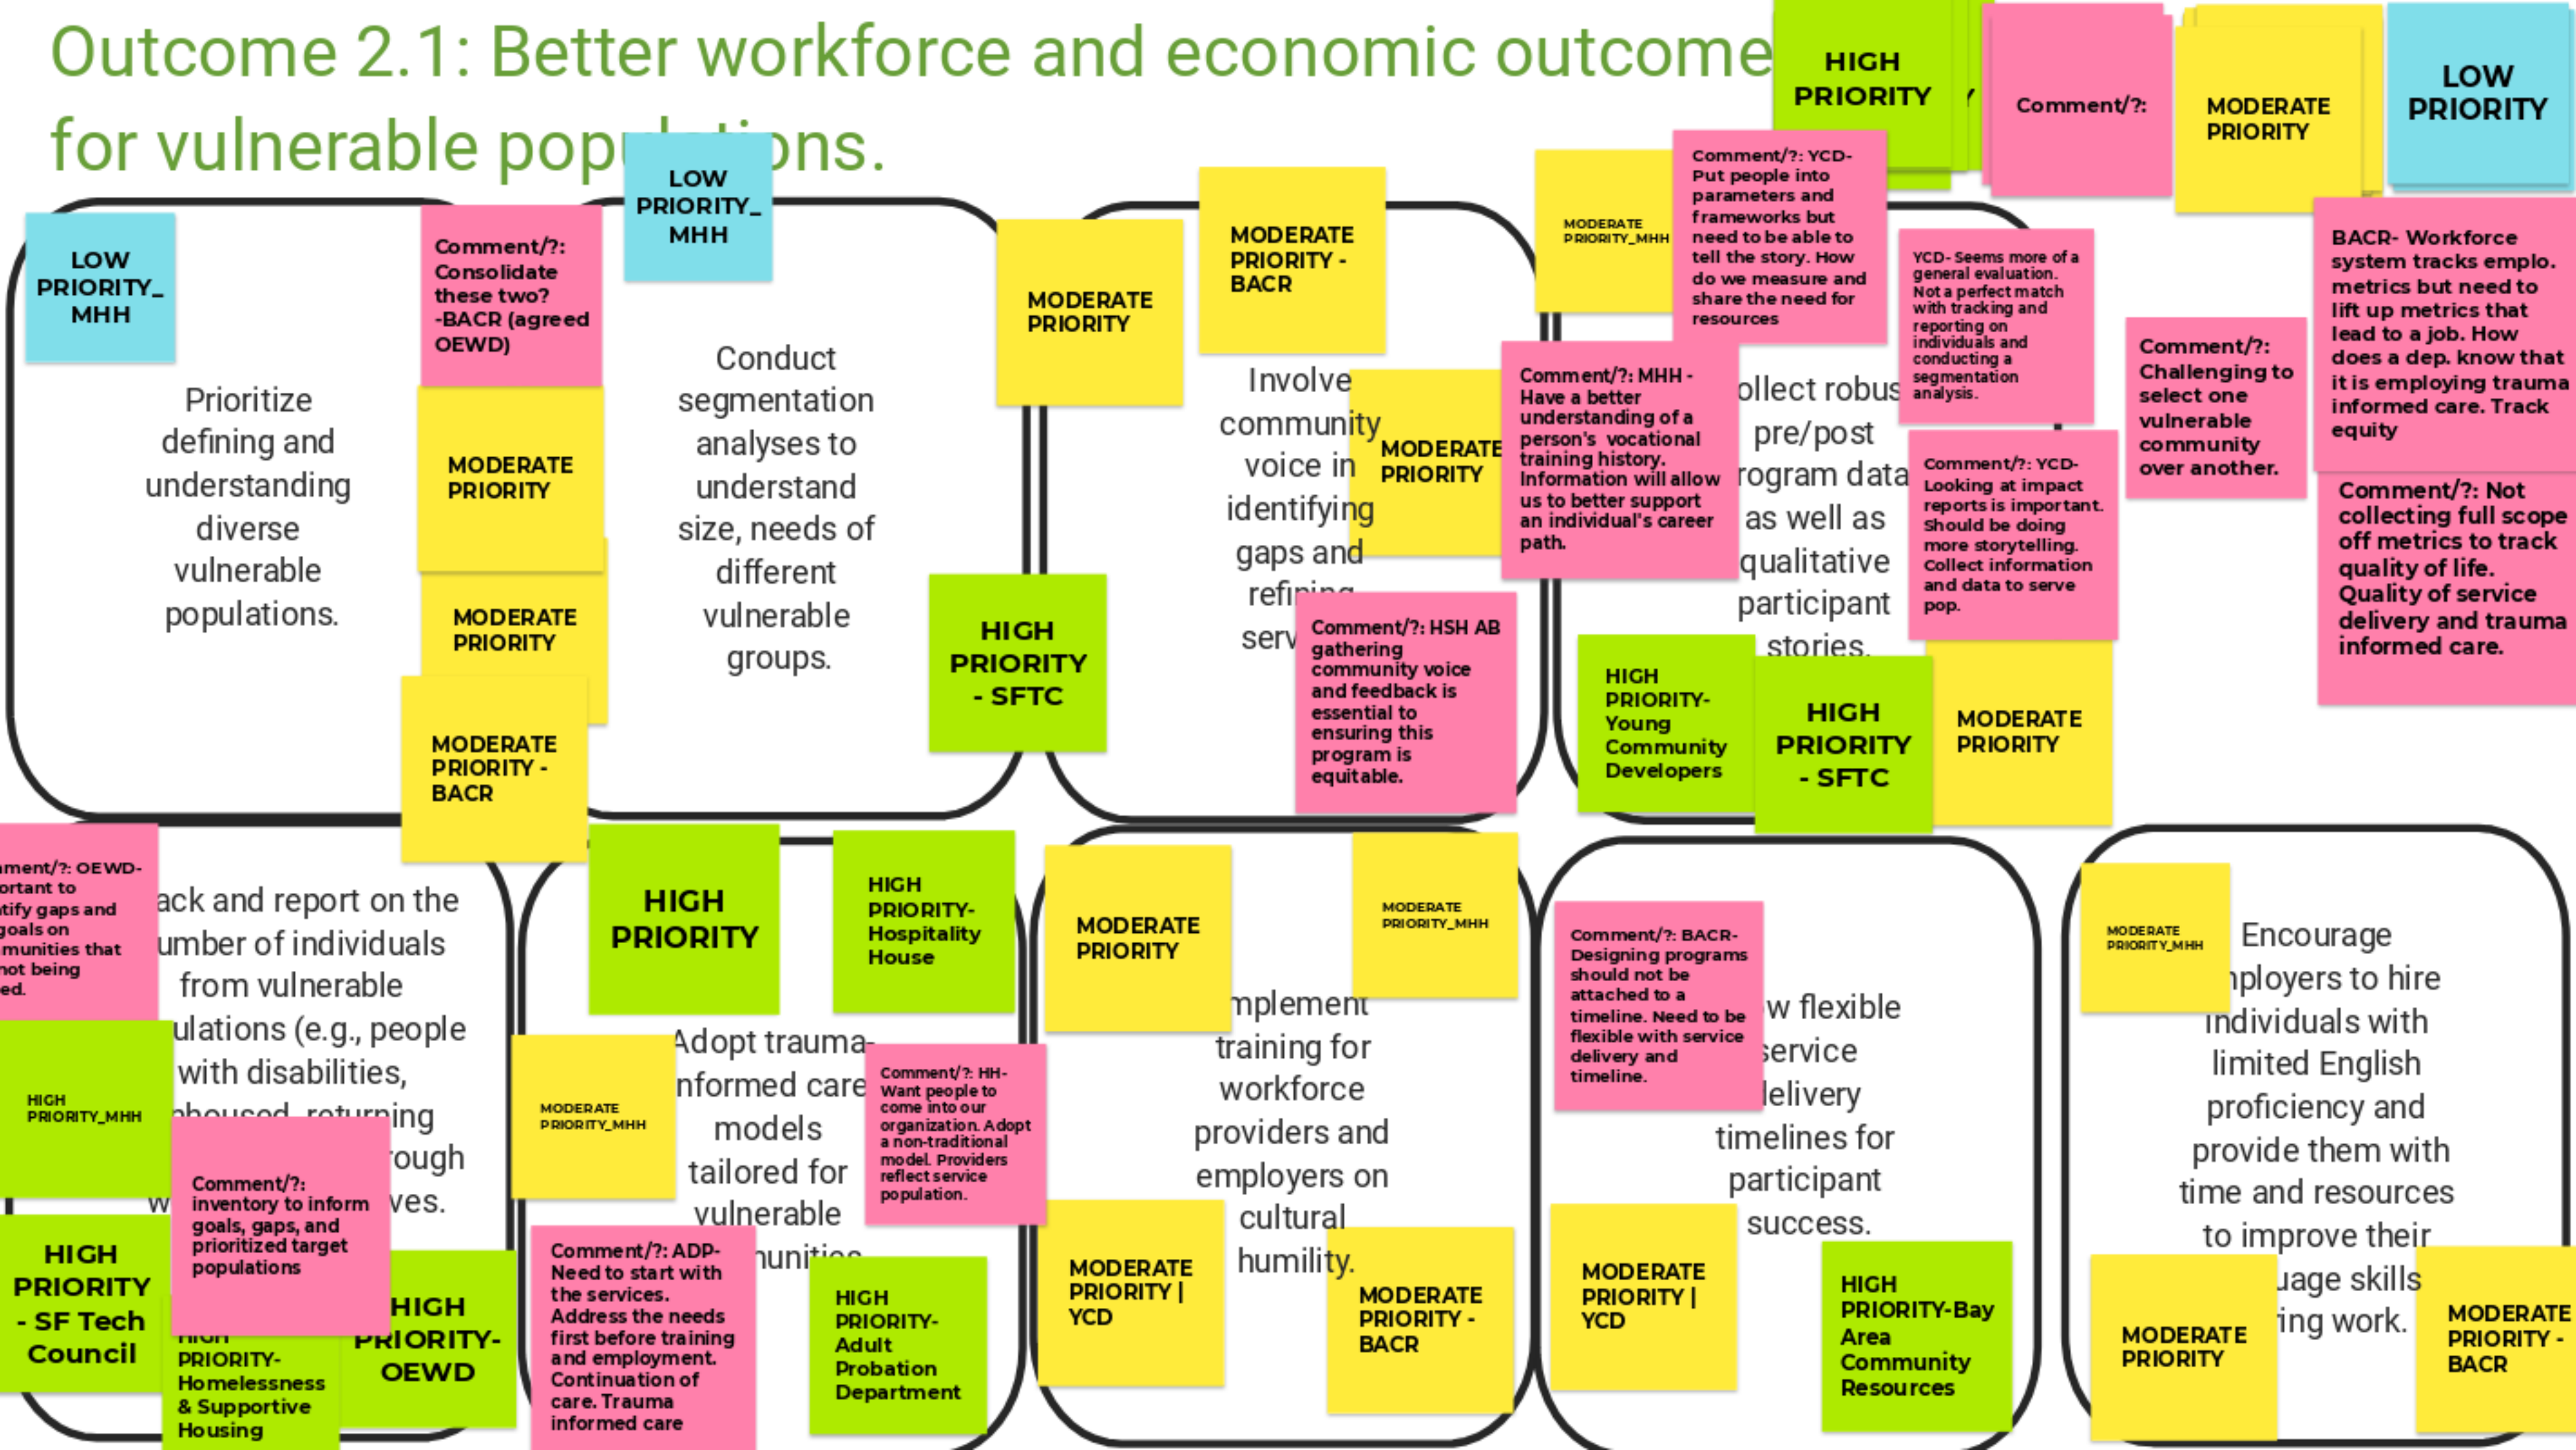 Outcome 2.1: Better workforce and economic outcome
for vulnerable populations.
HIGH
PRIORITY
Comment/?:
MODERATE
PRIORITY
LOW
PRIORITY
LOW
PRIORITY_
MHH
Prioritize
defining and
understanding
diverse
vulnerable
populations.
Comment/?:
Consolidate
these two?
-BACR (agreed
OEWD)
MODERATE
PRIORITY
MODERATE
PRIORITY
MODERATE
PRIORITY -
BACR
LOW
PRIORITY_
MHH
Conduct
segmentation
analyses to
understand
size, needs of
different
vulnerable
groups.
MODERATE
PRIORITY
HIGH
PRIORITY
- SFTC
MODERATE
PRIORITY -
BACR
Involve
community
voice in
identifying
gaps and
refining
MODERATE
PRIORITY
Comment/?: HSH AB
gathering
community voice
and feedback is
essential to
ensuring this
program is
equitable.
MODERATE
PRIORITY_MHH
Comment/?: YCD-
Put people into
parameters and
frameworks but
need to be able to
tell the story. How
do we measure and
share the need for
resources
Comment/?: MHH -
Have a better
understanding of a
person's vocational
training history.
Information will allow
us to better support
an individual's career
path.
pre/post
data
as well as
qualitative
participant
stories.
YCD- Seems more of a
general evaluation.
Not a perfect match
with tracking and
reporting on
individuals and
conducting a
segmentation
analysis.
Comment/?: YCD-
Looking at impact
reports is important.
Should be doing
more storytelling.
Collect information
and data to serve
pop.
HIGH
PRIORITY-
Young
Community
Developers
HIGH
PRIORITY
- SFTC
MODERATE
PRIORITY
Comment/?:
Challenging to
select one
vulnerable
community
over another.
BACR- Workforce
system tracks emplo.
metrics but need to
lift up metrics that
lead to a job. How
does a dep. know that
it is employing trauma
informed care. Track
equity
Comment/?: Not
collecting full scope
off metrics to track
quality of life.
Quality of service
delivery and trauma
informed care.
OEWD-
to
gaps and
goals on
that
not being
and report on the
of individuals
from vulnerable
(e.g., people
with disabilities,
HIGH
PRIORITY_MHH
Comment/?:
inventory to inform
goals, gaps, and
prioritized target
populations
HIGH
PRIORITY
- SF Tech
Council
HIGH
PRIORITY-
Homelessness
& Supportive
Housing
HIGH
PRIORITY-
OEWD
HIGH
PRIORITY
HIGH
PRIORITY-
Hospitality
House
MODERATE
PRIORITY_MHH
Adopt trauma-
informed care
models
tailored for
vulnerable
Comment/?: HH-
Want people to
come into our
organization. Adopt
a non-traditional
model. Providers
reflect service
population.
Comment/?: ADP-
Need to start with
the services.
Address the needs
first before training
and employment.
Continuation of
care. Trauma
informed care
HIGH
PRIORITY-
Adult
Probation
Department
MODERATE
PRIORITY
MODERATE
PRIORITY_MHH
Implement
training for
workforce
providers and
employers on
cultural
humility.
MODERATE
PRIORITY |
YCD
MODERATE
PRIORITY -
BACR
Comment/?: BACR-
Designing programs
should not be
attached to a
timeline. Need to be
flexible with service
delivery and
timeline.
flexible
service
delivery
timelines for
participant
success.
MODERATE
PRIORITY |
YCD
HIGH
PRIORITY-Bay
Area
Community
Resources
MODERATE
PRIORITY_MHH
Encourage
employers to hire
individuals with
limited English
proficiency and
provide them with
time and resources
to improve their
skills
work.
MODERATE
PRIORITY
MODERATE
PRIORITY -
BACR